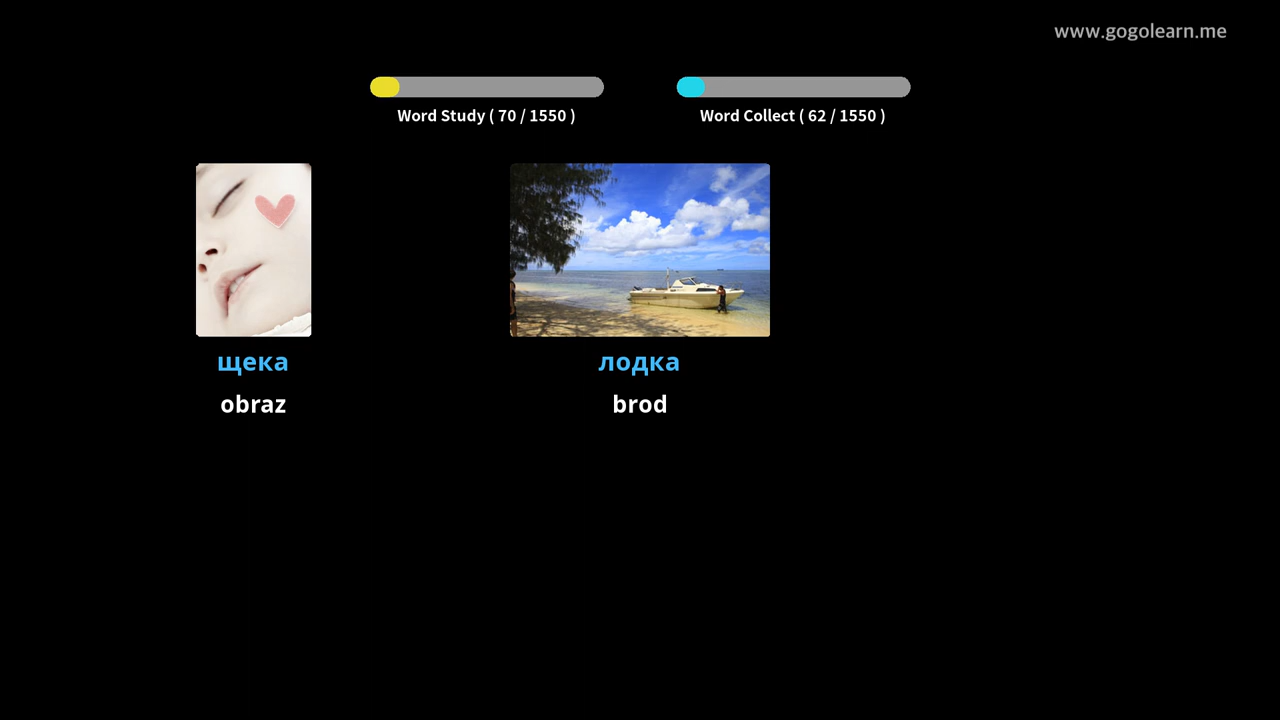 www.gogolearn.me
Word Study ( 70 / 1550 )
Word Collect ( 62 / 1550 )
щека
лодка
obraz
brod